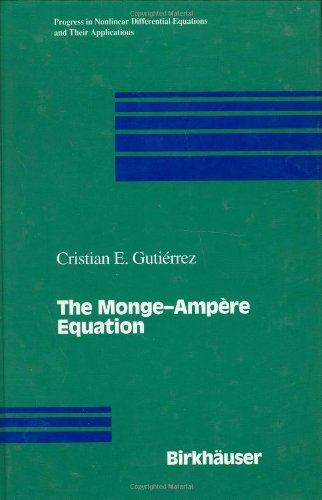 Progress in Nonlinear Differential Equations
and Their Applications
Cristian E. Gutiérrez
The Monge–Ampère
Equation
Birkhäuser